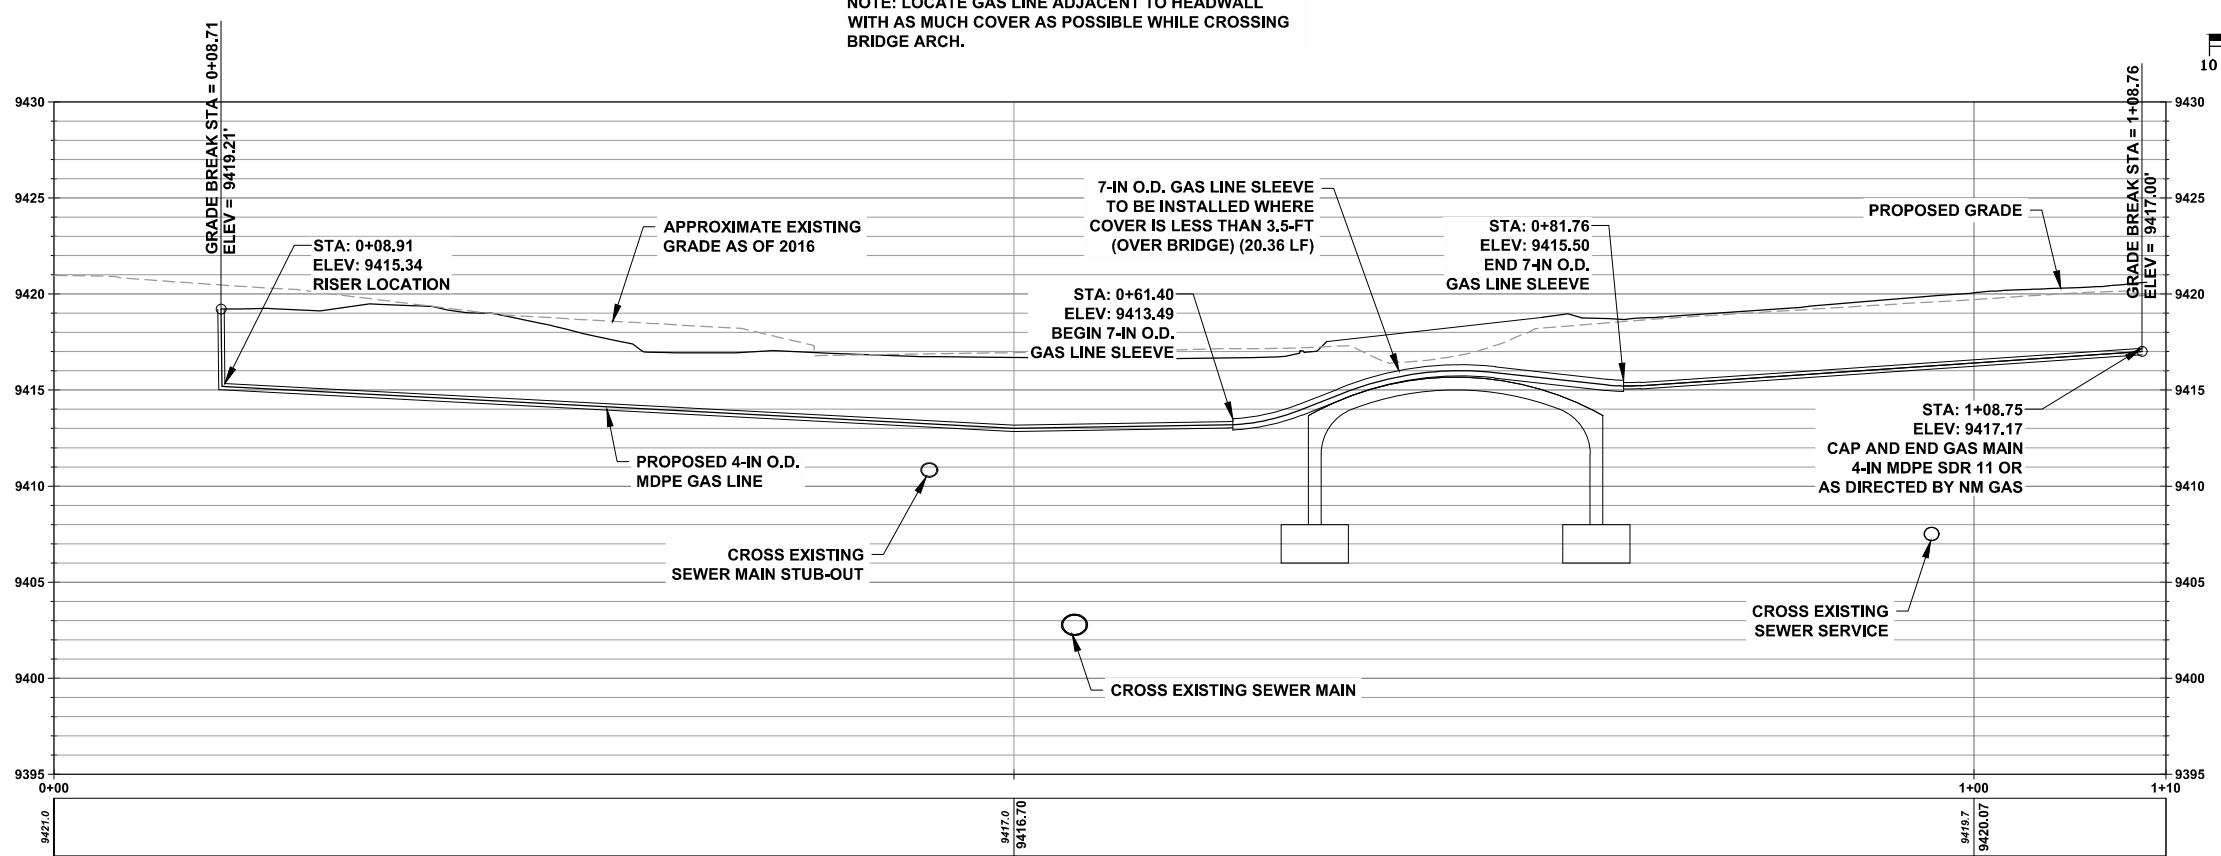 NOTE: LOCATE GAS LINE ADJACENT TO HEADWALL
WITH AS MUCH COVER AS POSSIBLE WHILE CROSSING
BRIDGE ARCH.
10
GRADE BREAK STA = 0+08.71
ELEV = 9419.21'
GRADE BREAK STA = 1+08.76
ELEV = 9417.00'
9430
9430
9425
9425
9420
9420
9415
9415
9410
9410
9405
9405
9400
9400
9395
9395
STA: 0+08.91
ELEV: 9415.34
RISER LOCATION
APPROXIMATE EXISTING
GRADE AS OF 2016
7-IN O.D. GAS LINE SLEEVE
TO BE INSTALLED WHERE
COVER IS LESS THAN 3.5-FT
(OVER BRIDGE) (20.36 LF)
STA: 0+81.76
ELEV: 9415.50
END 7-IN O.D.
GAS LINE SLEEVE
PROPOSED GRADE
STA: 0+61.40
ELEV: 9413.49
BEGIN 7-IN O.D.
GAS LINE SLEEVE
STA: 1+08.75
ELEV: 9417.17
CAP AND END GAS MAIN
4-IN MDPE SDR 11 OR
AS DIRECTED BY NM GAS
PROPOSED 4-IN O.D.
MDPE GAS LINE
CROSS EXISTING
SEWER MAIN STUB-OUT
CROSS EXISTING
SEWER SERVICE
CROSS EXISTING SEWER MAIN
0+00
1+00
1+10
9421.0
9417.0
9416.70
9419.7
9420.07